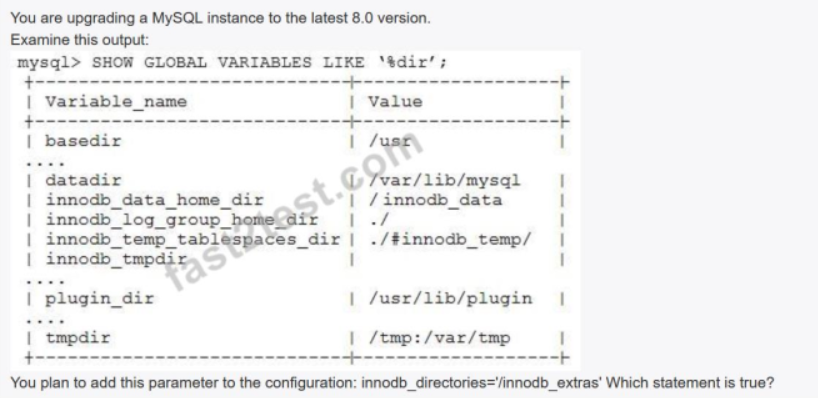 You are upgrading a MySQL instance to the latest 8.0 version.
Examine this output:
mysql> SHOW GLOBAL VARIABLES LIKE '%dir';
+------------------------------+--------------------+
| Variable_name | Value |
+------------------------------+--------------------+
| basedir | /usr |
....
| datadir | /var/lib/mysql |
| innodb_data_home_dir | /innodb_data |
| innodb_log_group_home_dir | ./ |
| innodb_temp_tablespaces_dir | ./#innodb_temp/ |
| innodb_tmpdir | |
....
| plugin_dir | /usr/lib/plugin |
....
| tmpdir | /tmp:/var/tmp |
+------------------------------+--------------------+
fast2test.com
You plan to add this parameter to the configuration: innodb_directories='/innodb_extras' Which statement is true?